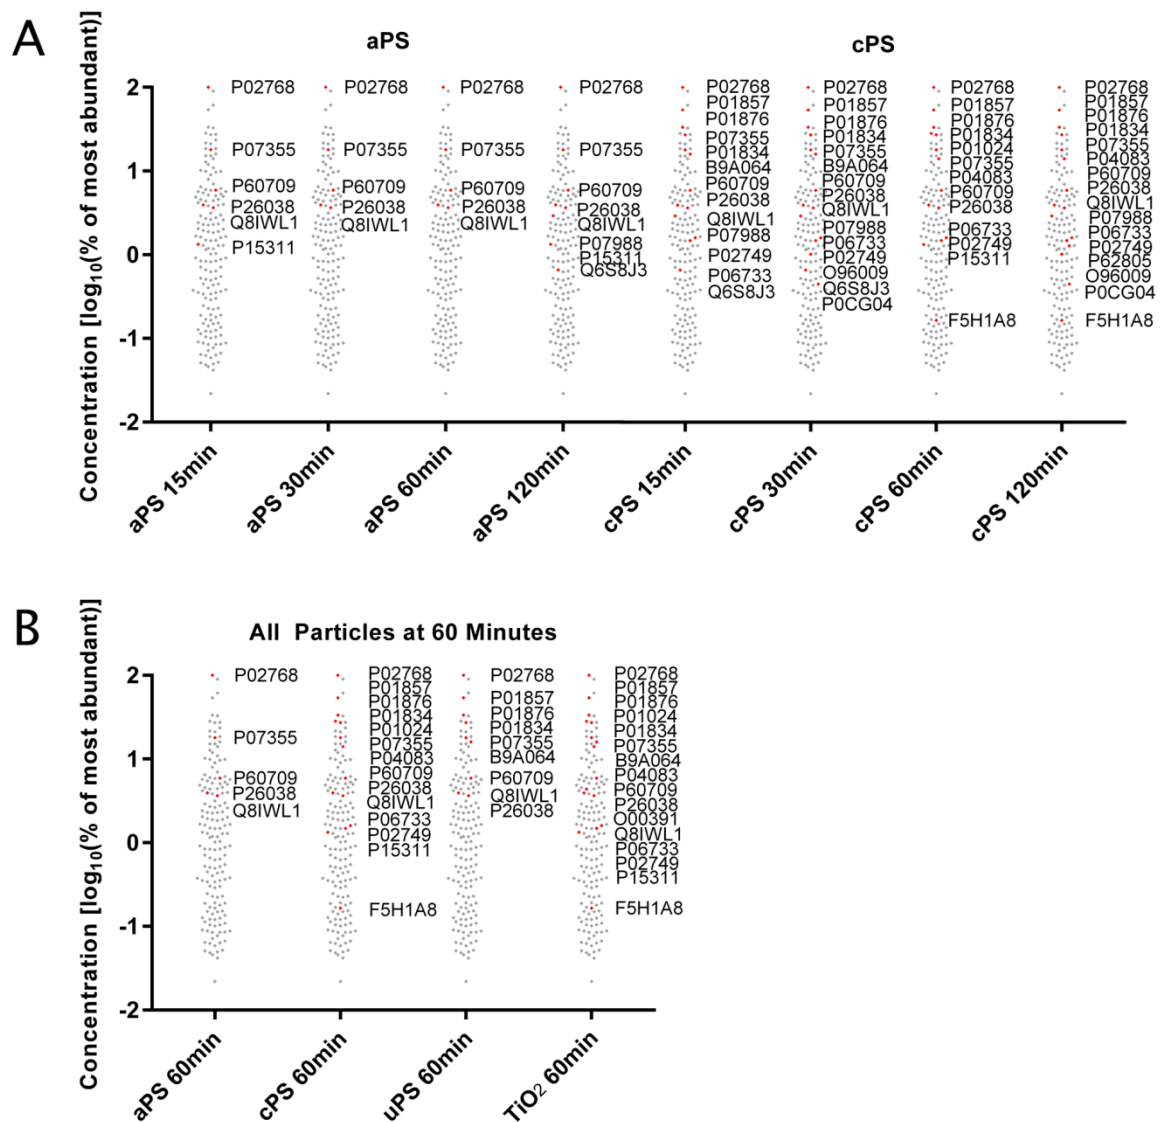 A
aPS
cPS
Concentration [log10(% of most abundant)]
2
1
0
-1
-2
P02768
P07355
P60709
P26038
Q8IWL1
P15311
P02768
P07355
P60709
P26038
Q8IWL1
P02768
P07355
P60709
P26038
Q8IWL1
P02768
P07355
P60709
P26038
Q8IWL1
P07988
P15311
Q6S8J3
P02768
P01857
P01876
P07355
P01834
B9A064
P60709
P26038
Q8IWL1
P07988
P02749
P06733
Q6S8J3
P02768
P01857
P01876
P01834
P07355
B9A064
P60709
P26038
Q8IWL1
P07988
P06733
P02749
O96009
Q6S8J3
P0CG04
P02768
P01857
P01876
P01834
P01024
P07355
P04083
P60709
P26038
P06733
P02749
P15311
F5H1A8
P02768
P01857
P01876
P01834
P07355
P04083
P60709
P26038
Q8IWL1
P07988
P06733
P02749
P62805
O96009
P0CG04
F5H1A8
aPS 15min
aPS 30min
aPS 60min
aPS 120min
cPS 15min
cPS 30min
cPS 60min
cPS 120min
B
All Particles at 60 Minutes
Concentration [log10(% of most abundant)]
2
1
0
-1
-2
P02768
P07355
P60709
P26038
Q8IWL1
P02768
P01857
P01876
P01834
P01024
P07355
P04083
P60709
P26038
Q8IWL1
P06733
P02749
P15311
F5H1A8
P02768
P01857
P01876
P01834
P07355
B9A064
P60709
Q8IWL1
P26038
P02768
P01857
P01876
P01024
P01834
P07355
B9A064
P04083
P60709
P26038
O00391
Q8IWL1
P06733
P02749
P15311
F5H1A8
aPS 60min
cPS 60min
uPS 60min
TiO2 60min